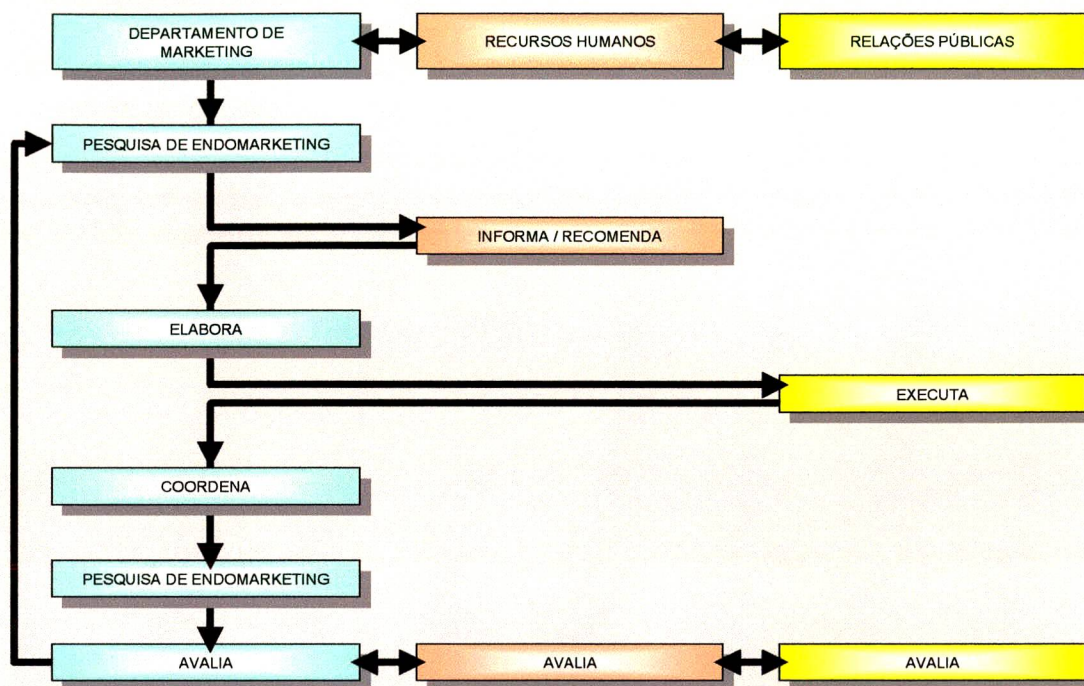 DEPARTAMENTO DE
MARKETING
RECURSOS HUMANOS
RELAÇÕES PÚBLICAS
PESQUISA DE ENDOMARKETING
INFORMA / RECOMENDA
ELABORA
EXECUTA
COORDENA
PESQUISA DE ENDOMARKETING
AVALIA
AVALIA
AVALIA